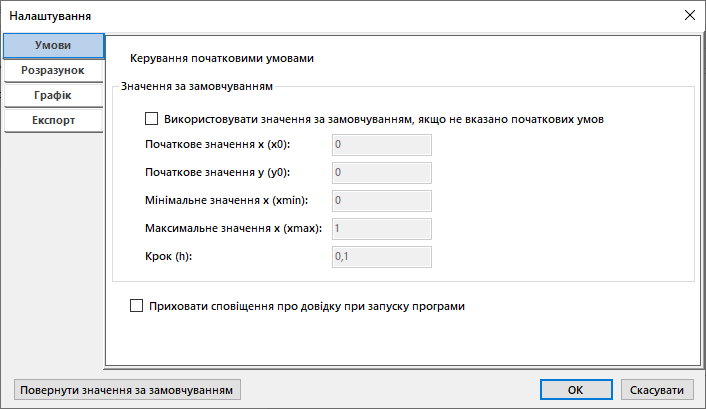 Налаштування
Умови
Розразунок
Графік
Експорт
Керування початковими умовами
Значення за замовчуванням
Використовувати значення за замовчуванням, якщо не вказано початкових умов
Початкове значення x (x0):
0
Початкове значення y (y0):
0
Мінімальне значення x (xmin):
0
Максимальне значення x (xmax):
1
Крок (h):
0,1
Приховати сповіщення про довідку при запуску програми
Повернути значення за замовчуванням
OK
Скасувати